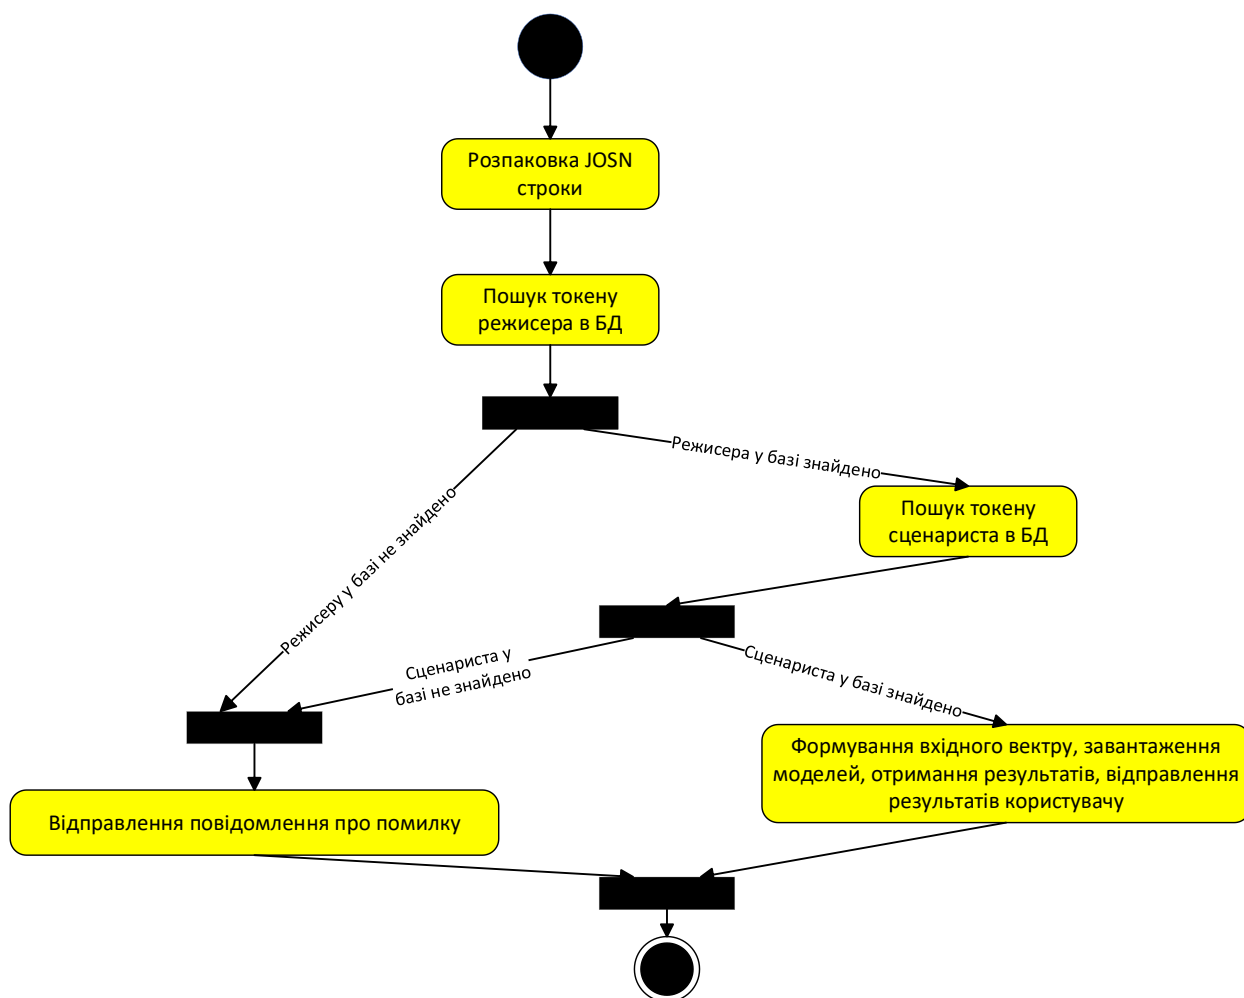 Розпаковка JOSN
строки
Пошук токену
режисера в БД
Режисера у базі знайдено
Режисеру у базі не знайдено
Пошук токену
сценариста в БД
Сценариста у
базі не знайдено
Сценариста у базі знайдено
Формування вхідного вектру, завантаження
моделей, отримання результатів, відправлення
результатів користувачу
Відправлення повідомлення про помилку